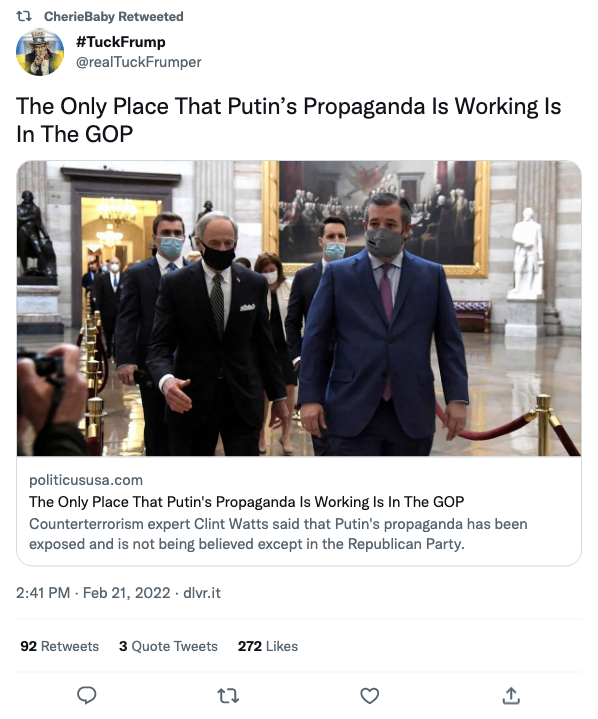 CherieBaby Retweeted
#TuckFrump
@realTuckFrumper
The Only Place That Putin’s Propaganda Is Working Is
In The GOP
politicususa.com
The Only Place That Putin's Propaganda Is Working Is In The GOP
Counterterrorism expert Clint Watts said that Putin's propaganda has been
exposed and is not being believed except in the Republican Party.
2:41 PM · Feb 21, 2022 · dlvr.it
92 Retweets 3 Quote Tweets 272 Likes